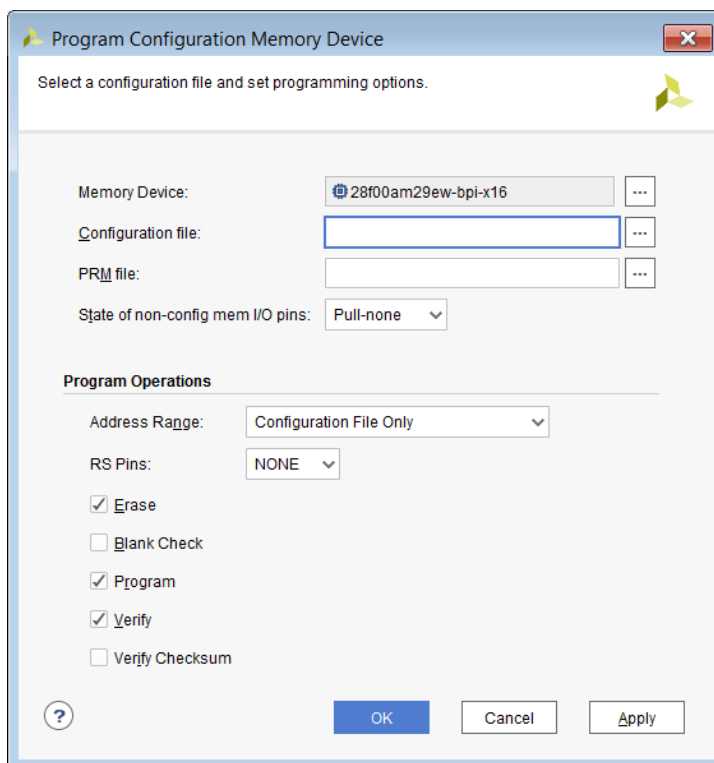 Program Configuration Memory Device
Select a configuration file and set programming options.
Memory Device: 28f00am29ew-bpi-x16 ...
Configuration file: ...
PRM file: ...
State of non-config mem I/O pins: Pull-none
Program Operations
Address Range: Configuration File Only
RS Pins: NONE
Erase
Blank Check
Program
Verify
Verify Checksum
? OK Cancel Apply